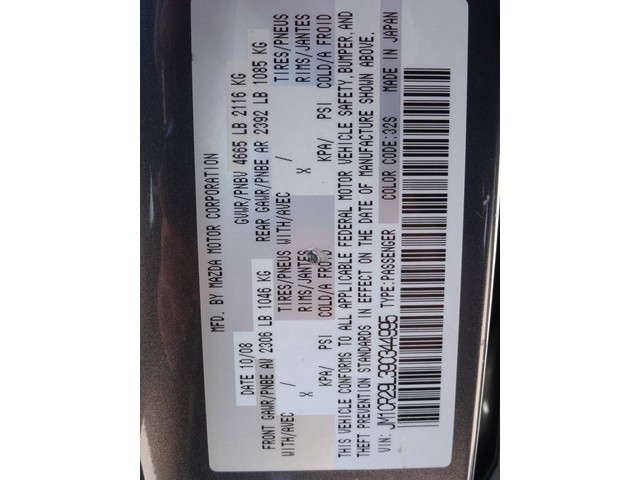 MFD. BY MAZDA MOTOR CORPORATION
DATE 10/08 GVWR/PNBV 4665 LB 2116 KG
FRONT GAWR/PNBE AV 2306 LB 1046 KG REAR GAWR/PNBE AR 2392 LB 1085 KG
WITH/AVEC / TIRES/PNEUS WITH/AVEC / TIRES/PNEUS
X RIMS/JANTES X RIMS/JANTES
KPA/ PSI COLD/A FROID KPA/ PSI COLD/A FROID
THIS VEHICLE CONFORMS TO ALL APPLICABLE FEDERAL MOTOR VEHICLE SAFETY, BUMPER, AND
THEFT PREVENTION STANDARDS IN EFFECT ON THE DATE OF MANUFACTURE SHOWN ABOVE.
VIN: JM1CR29L390344995 TYPE:PASSENGER COLOR CODE:32S MADE IN JAPAN